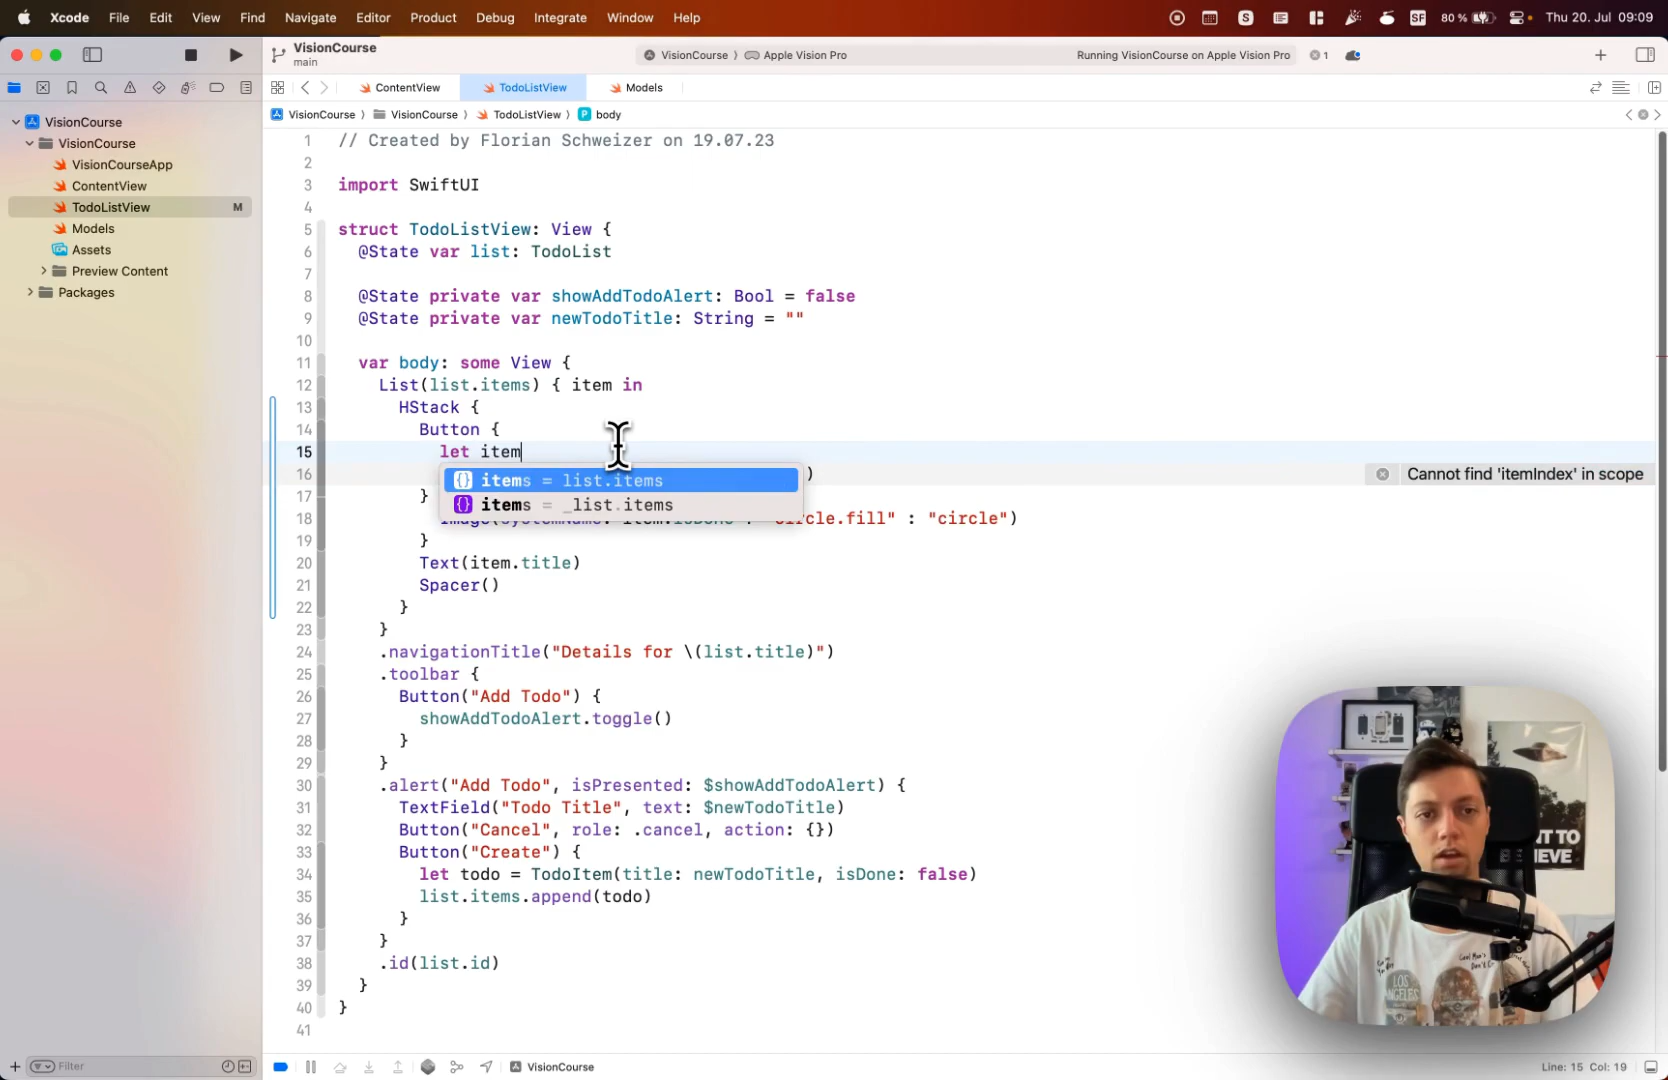 Xcode File Edit View Find Navigate Editor Product Debug Integrate Window Help
S SF 80 % Thu 20. Jul 09:09
VisionCourse
main
VisionCourse 〉 Apple Vision Pro
Running VisionCourse on Apple Vision Pro
1
ContentView
TodoListView
Models
VisionCourse 〉 VisionCourse 〉 TodoListView 〉 P body
VisionCourse
VisionCourse
VisionCourseApp
ContentView
TodoListView M
Models
Assets
Preview Content
Packages
1 // Created by Florian Schweizer on 19.07.23
2
3 import SwiftUI
4
5 struct TodoListView: View {
6 @State var list: TodoList
7
8 @State private var showAddTodoAlert: Bool = false
9 @State private var newTodoTitle: String = ""
10
11 var body: some View {
12 List(list.items) { item in
13 HStack {
14 Button {
15 let item
{} items = list.items
{} items = _list.items
16 )
Cannot find 'itemIndex' in scope
17 }
18 Image(systemName: item.isDone ? "circle.fill" : "circle")
19 }
20 Text(item.title)
21 Spacer()
22 }
23 }
24 .navigationTitle("Details for \(list.title)")
25 .toolbar {
26 Button("Add Todo") {
27 showAddTodoAlert.toggle()
28 }
29 }
30 .alert("Add Todo", isPresented: $showAddTodoAlert) {
31 TextField("Todo Title", text: $newTodoTitle)
32 Button("Cancel", role: .cancel, action: {})
33 Button("Create") {
34 let todo = TodoItem(title: newTodoTitle, isDone: false)
35 list.items.append(todo)
36 }
37 }
38 .id(list.id)
39 }
40 }
41
TO
BELIEVE
LOS
ANGELES
Filter
VisionCourse
Line: 15 Col: 19